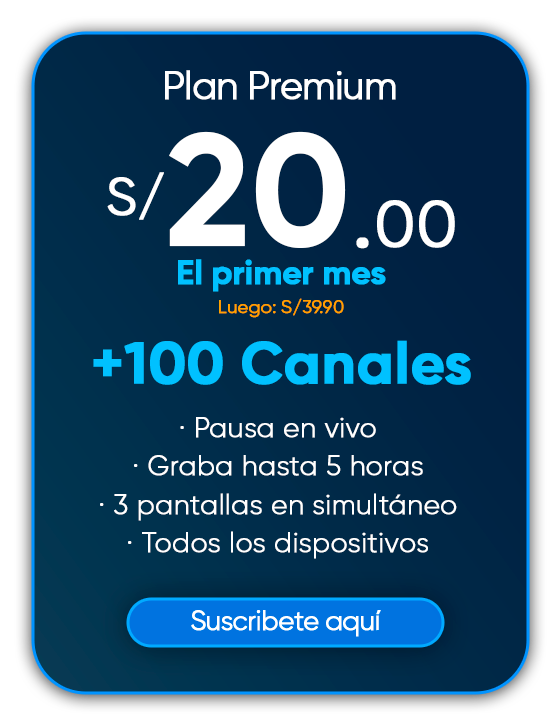 Plan Premium
S/20.00
El primer mes
Luego: S/39.90
+100 Canales
· Pausa en vivo
· Graba hasta 5 horas
· 3 pantallas en simultáneo
· Todos los dispositivos
Suscribete aquí